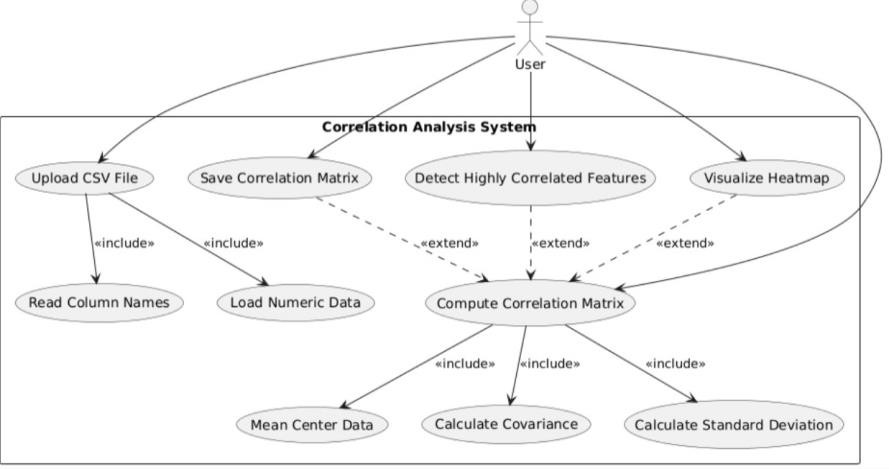 User
Correlation Analysis System
Upload CSV File
Save Correlation Matrix
Detect Highly Correlated Features
Visualize Heatmap
«include»
«include»
«extend»
«extend»
«extend»
Read Column Names
Load Numeric Data
Compute Correlation Matrix
«include»
«include»
«include»
Mean Center Data
Calculate Covariance
Calculate Standard Deviation